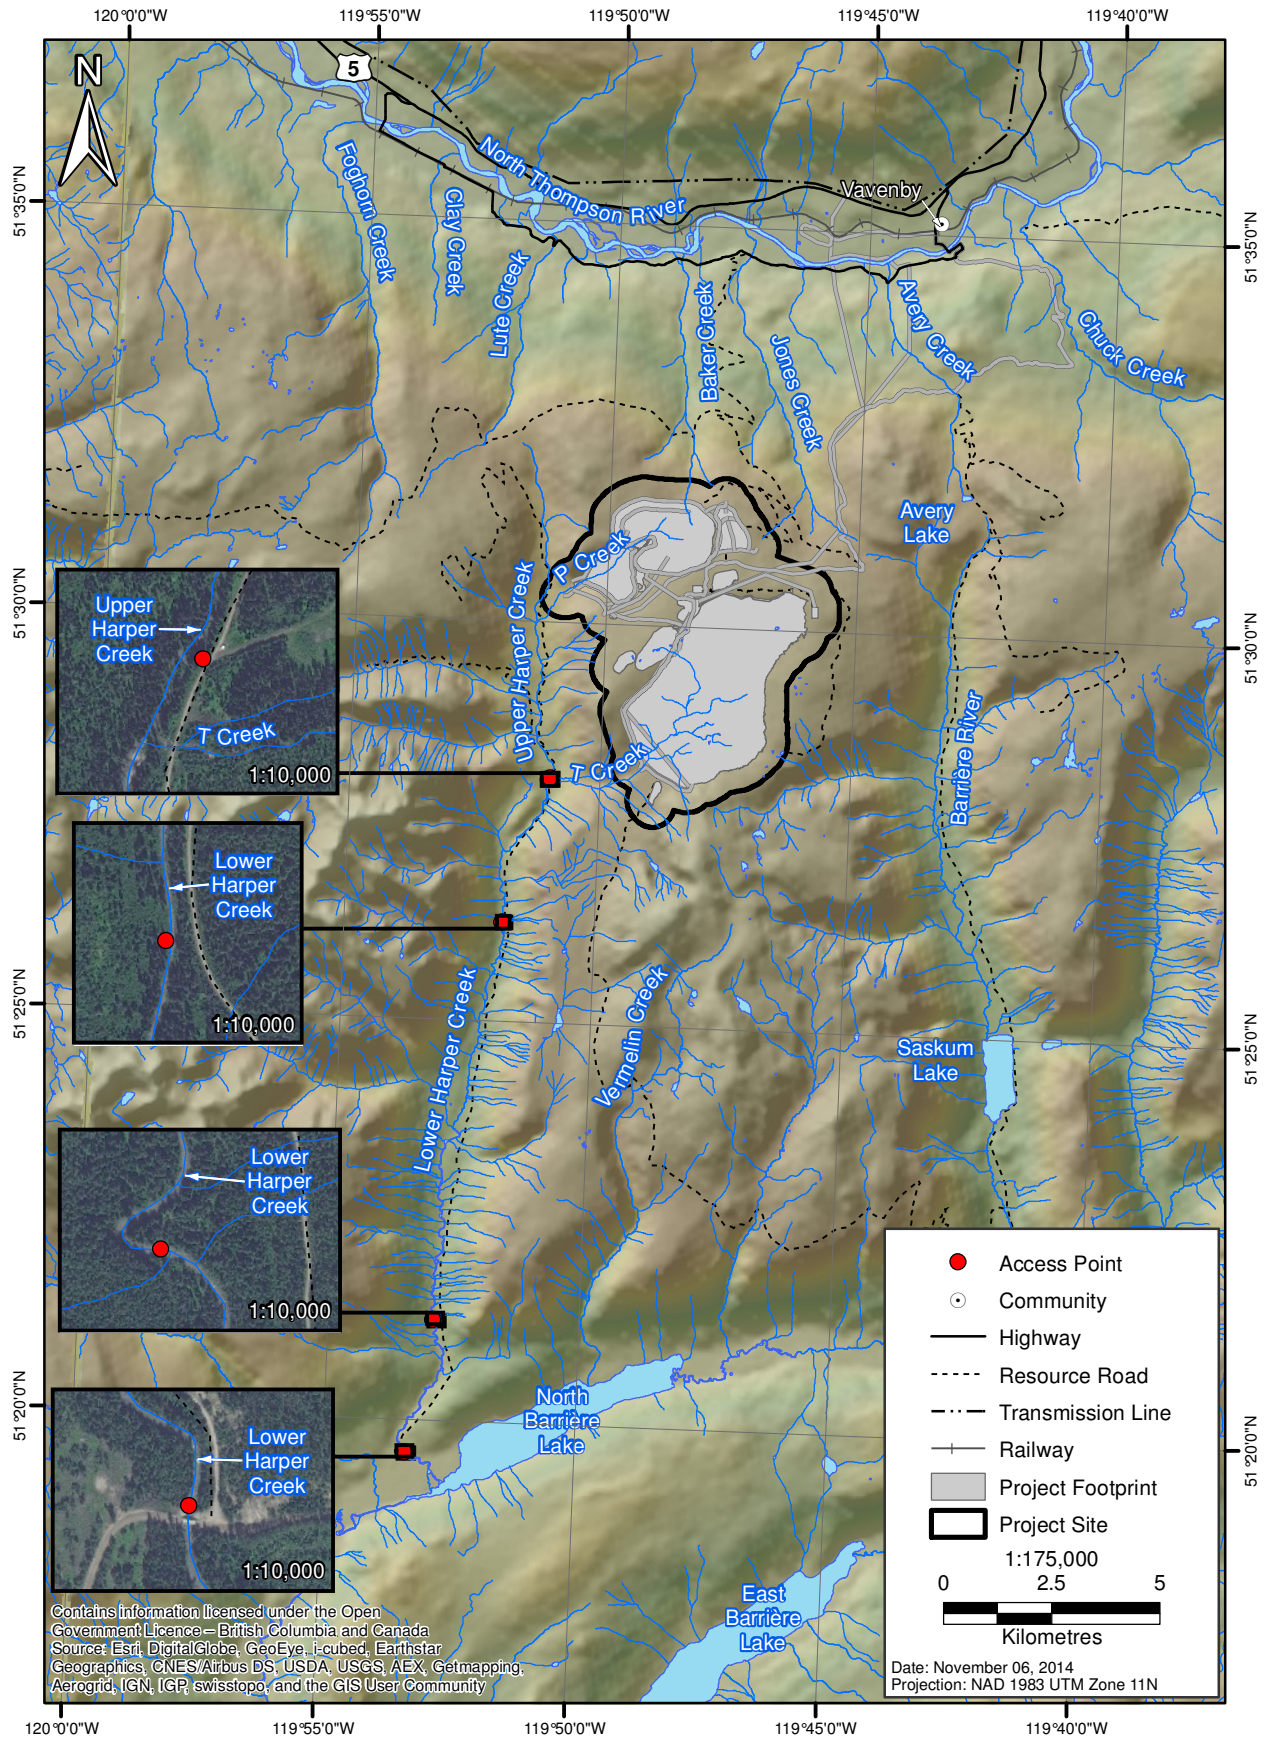 120°0'0"W
119°55'0"W
119°50'0"W
119°45'0"W
119°40'0"W
N
5
51°35'0"N
51°35'0"N
North Thompson River
Vavenby
Foghorn Creek
Clay Creek
Lute Creek
Baker Creek
Jones Creek
Avery Creek
Chuck Creek
Avery
Lake
P Creek
Upper Harper Creek
51°30'0"N
51°30'0"N
Upper
Harper
Creek
T Creek
1:10,000
T Creek
Barrière River
Lower
Harper
Creek
1:10,000
51°25'0"N
51°25'0"N
Lower Harper Creek
Vermelin Creek
Saskum
Lake
Lower
Harper
Creek
1:10,000
51°20'0"N
51°20'0"N
North
Barrière
Lake
Lower
Harper
Creek
1:10,000
East
Barrière
Lake
Access Point
Community
Highway
Resource Road
Transmission Line
Railway
Project Footprint
Project Site
1:175,000
0 2.5 5
Kilometres
Date: November 06, 2014
Projection: NAD 1983 UTM Zone 11N
Contains information licensed under the Open
Government Licence – British Columbia and Canada
Source: Esri, DigitalGlobe, GeoEye, i-cubed, Earthstar
Geographics, CNES/Airbus DS, USDA, USGS, AEX, Getmapping,
Aerogrid, IGN, IGP, swisstopo, and the GIS User Community
120°0'0"W
119°55'0"W
119°50'0"W
119°45'0"W
119°40'0"W